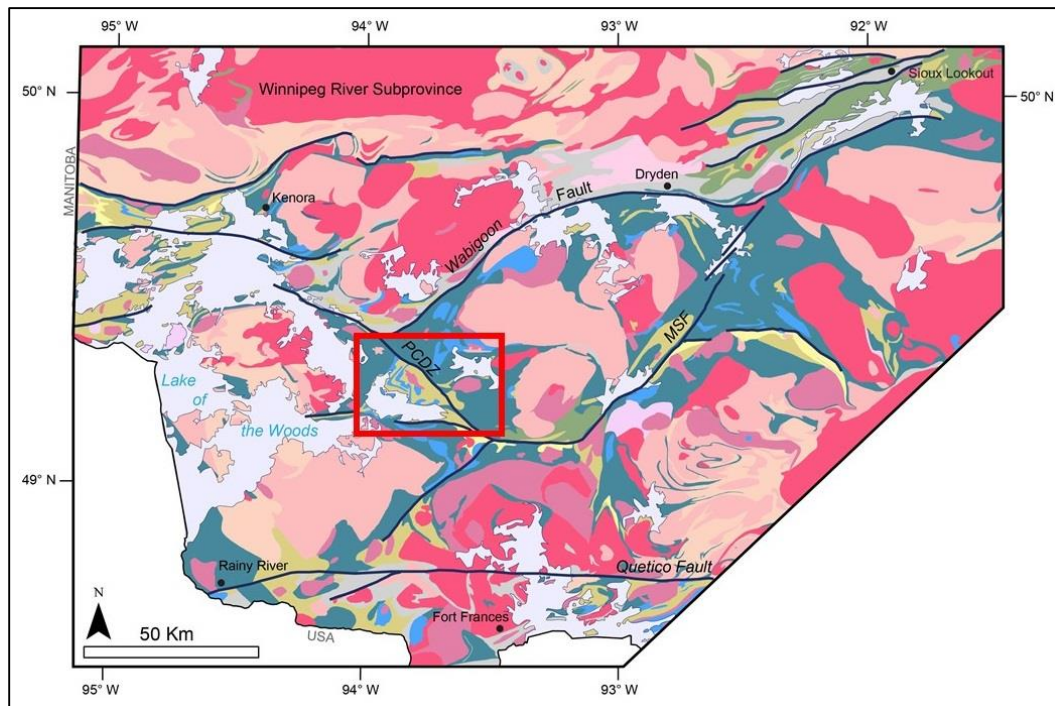 95° W
94° W
93° W
92° W
50° N
50° N
Winnipeg River Subprovince
Sioux Lookout
MANITOBA
Kenora
Dryden
Wabigoon Fault
PCDZ
MSF
Lake
of
the Woods
49° N
Rainy River
Quetico Fault
Fort Frances
USA
N
50 Km
95° W
94° W
93° W